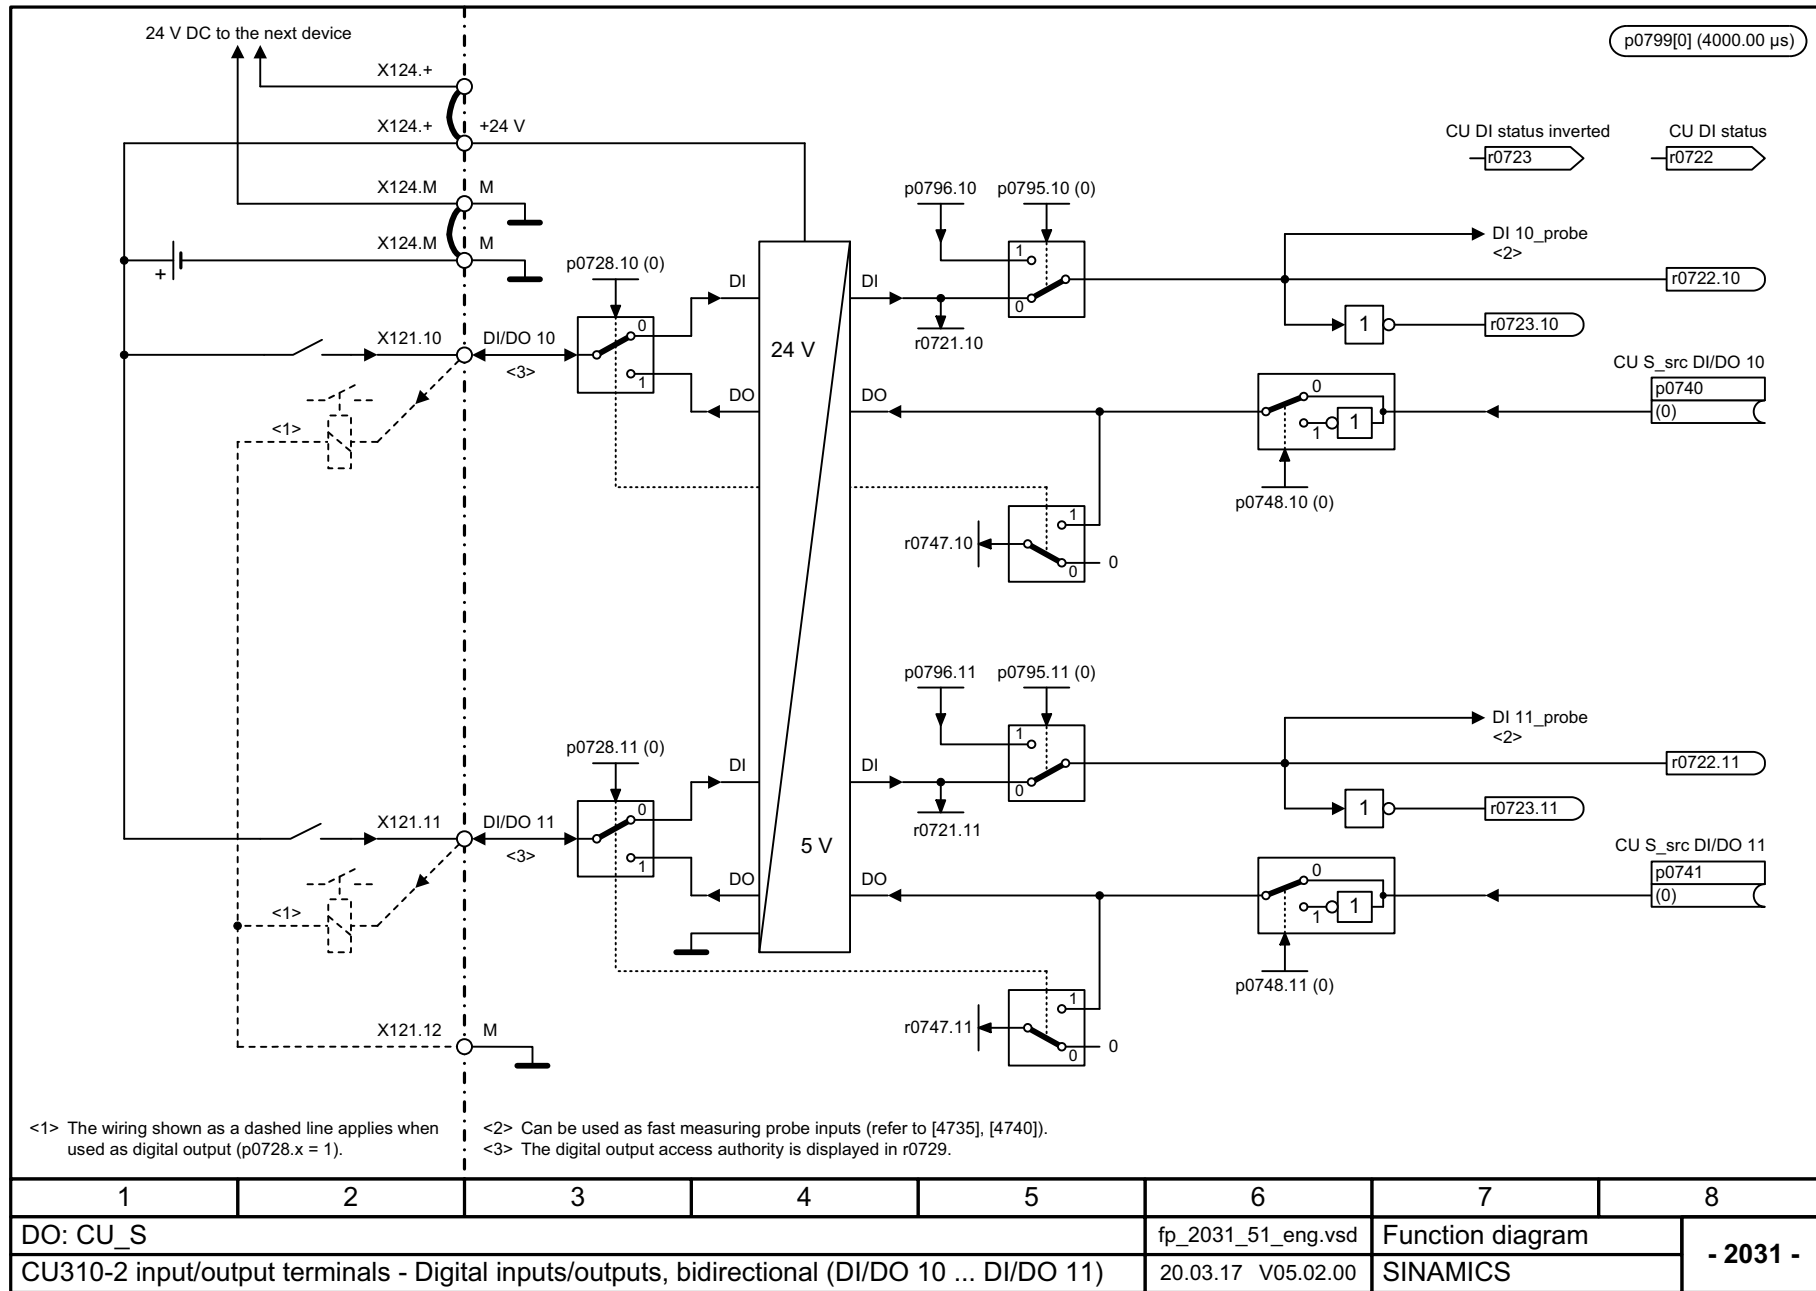 24 V DC to the next device
p0799[0] (4000.00 µs)
X124.+
X124.+ +24 V
CU DI status inverted CU DI status
r0723 r0722
X124.M M
p0796.10 p0795.10 (0)
X124.M M
DI 10_probe
<2>
1
0
+
p0728.10 (0)
DI DI
r0722.10
0
1
1 r0723.10
r0721.10
X121.10 DI/DO 10
<3>
24 V
CU S_src DI/DO 10
p0740
(0)
DO DO
0
1
1
<1>
p0748.10 (0)
1
0
r0747.10 0
p0796.11 p0795.11 (0)
DI 11_probe
<2>
1
0
p0728.11 (0)
DI DI
r0722.11
0
1
1 r0723.11
r0721.11
X121.11 DI/DO 11
<3>
5 V
CU S_src DI/DO 11
p0741
(0)
DO DO
0
1
1
<1>
p0748.11 (0)
1
0
r0747.11 0
X121.12 M
<1> The wiring shown as a dashed line applies when
used as digital output (p0728.x = 1).
<2> Can be used as fast measuring probe inputs (refer to [4735], [4740]).
<3> The digital output access authority is displayed in r0729.
1 2 3 4 5 6 7 8
DO: CU_S fp_2031_51_eng.vsd Function diagram - 2031 -
CU310-2 input/output terminals - Digital inputs/outputs, bidirectional (DI/DO 10 ... DI/DO 11) 20.03.17 V05.02.00 SINAMICS